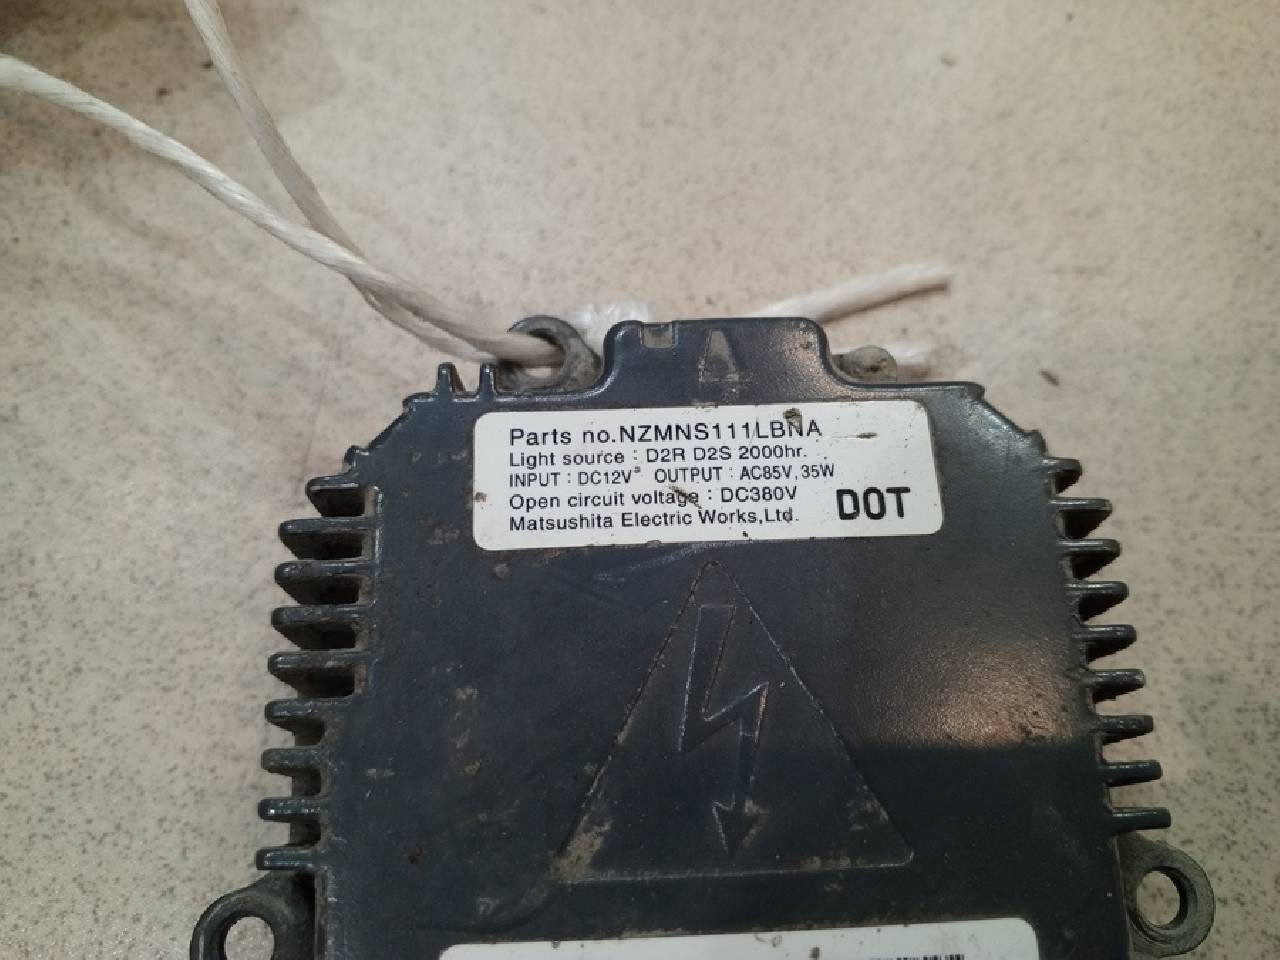 Parts no.NZMNS111LBNA
Light source : D2R D2S 2000hr.
INPUT : DC12V OUTPUT : AC85V, 35W
Open circuit voltage : DC380V
Matsushita Electric Works,Ltd.
DOT